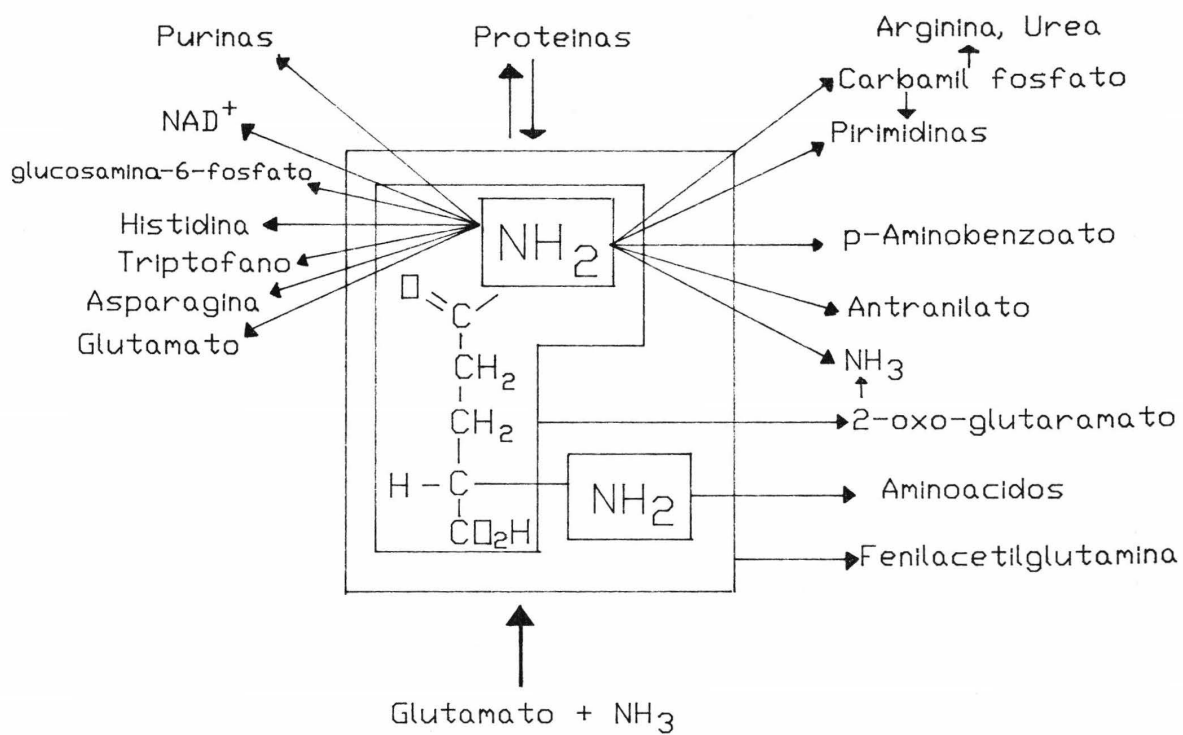 Purinas
NAD+
glucosamina-6-fosfato
Histidina
Triptofano
Asparagina
Glutamato
Proteinas
Arginina, Urea
Carbamil fosfato
Pirimidinas
p-Aminobenzoato
Antranilato
NH3
2-oxo-glutaramato
Aminoacidos
Fenilacetilglutamina
NH2
O
C
CH2
CH2
H - C
NH2
CO2H
Glutamato + NH3